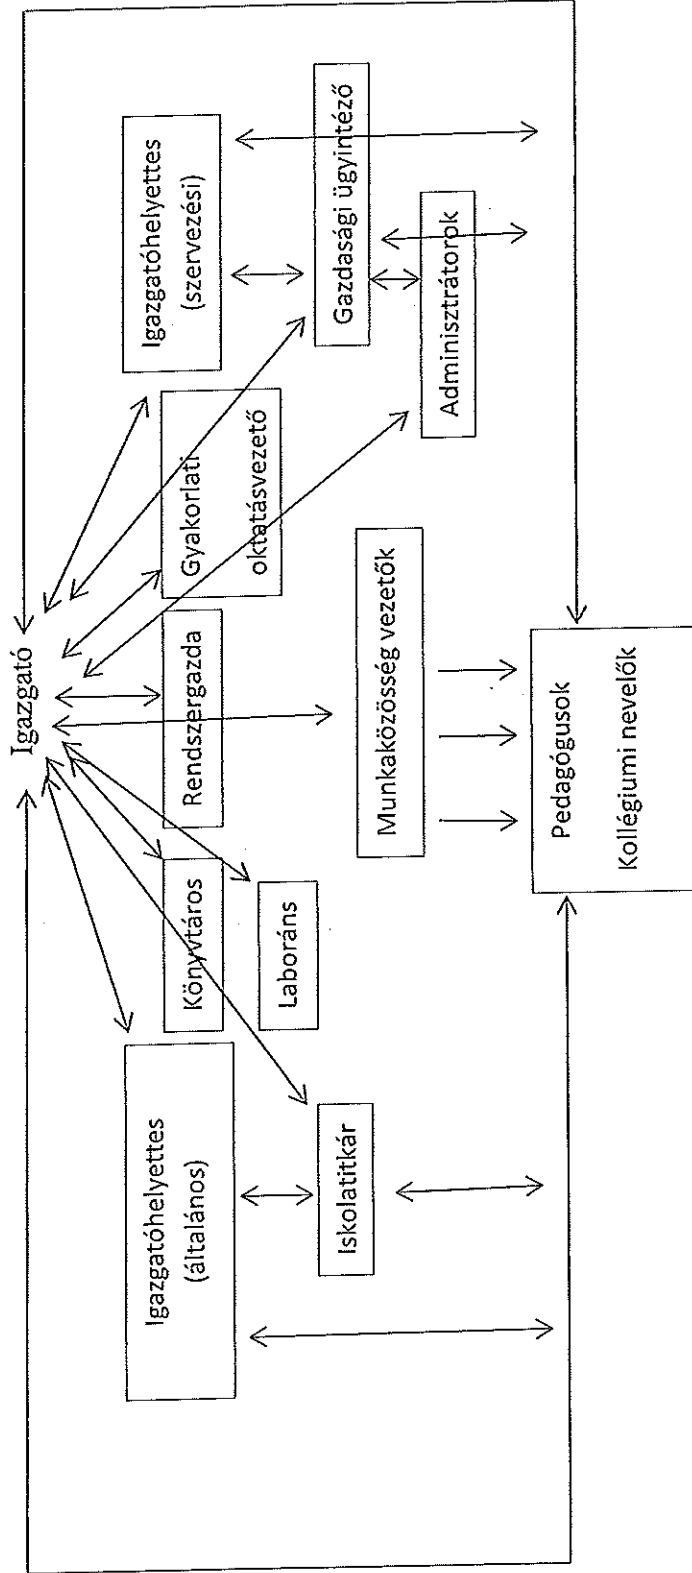 Igazgató
Igazgatóhelyettes
(általános)
Könyvtáros
Rendszergazda
Gyakorlati
oktatásvezető
Igazgatóhelyettes
(szervezési)
Laboráns
Iskolatitkár
Munkaközösség vezetők
Gazdasági ügyintéző
Adminisztrátorok
Pedagógusok
Kollégiumi nevelők